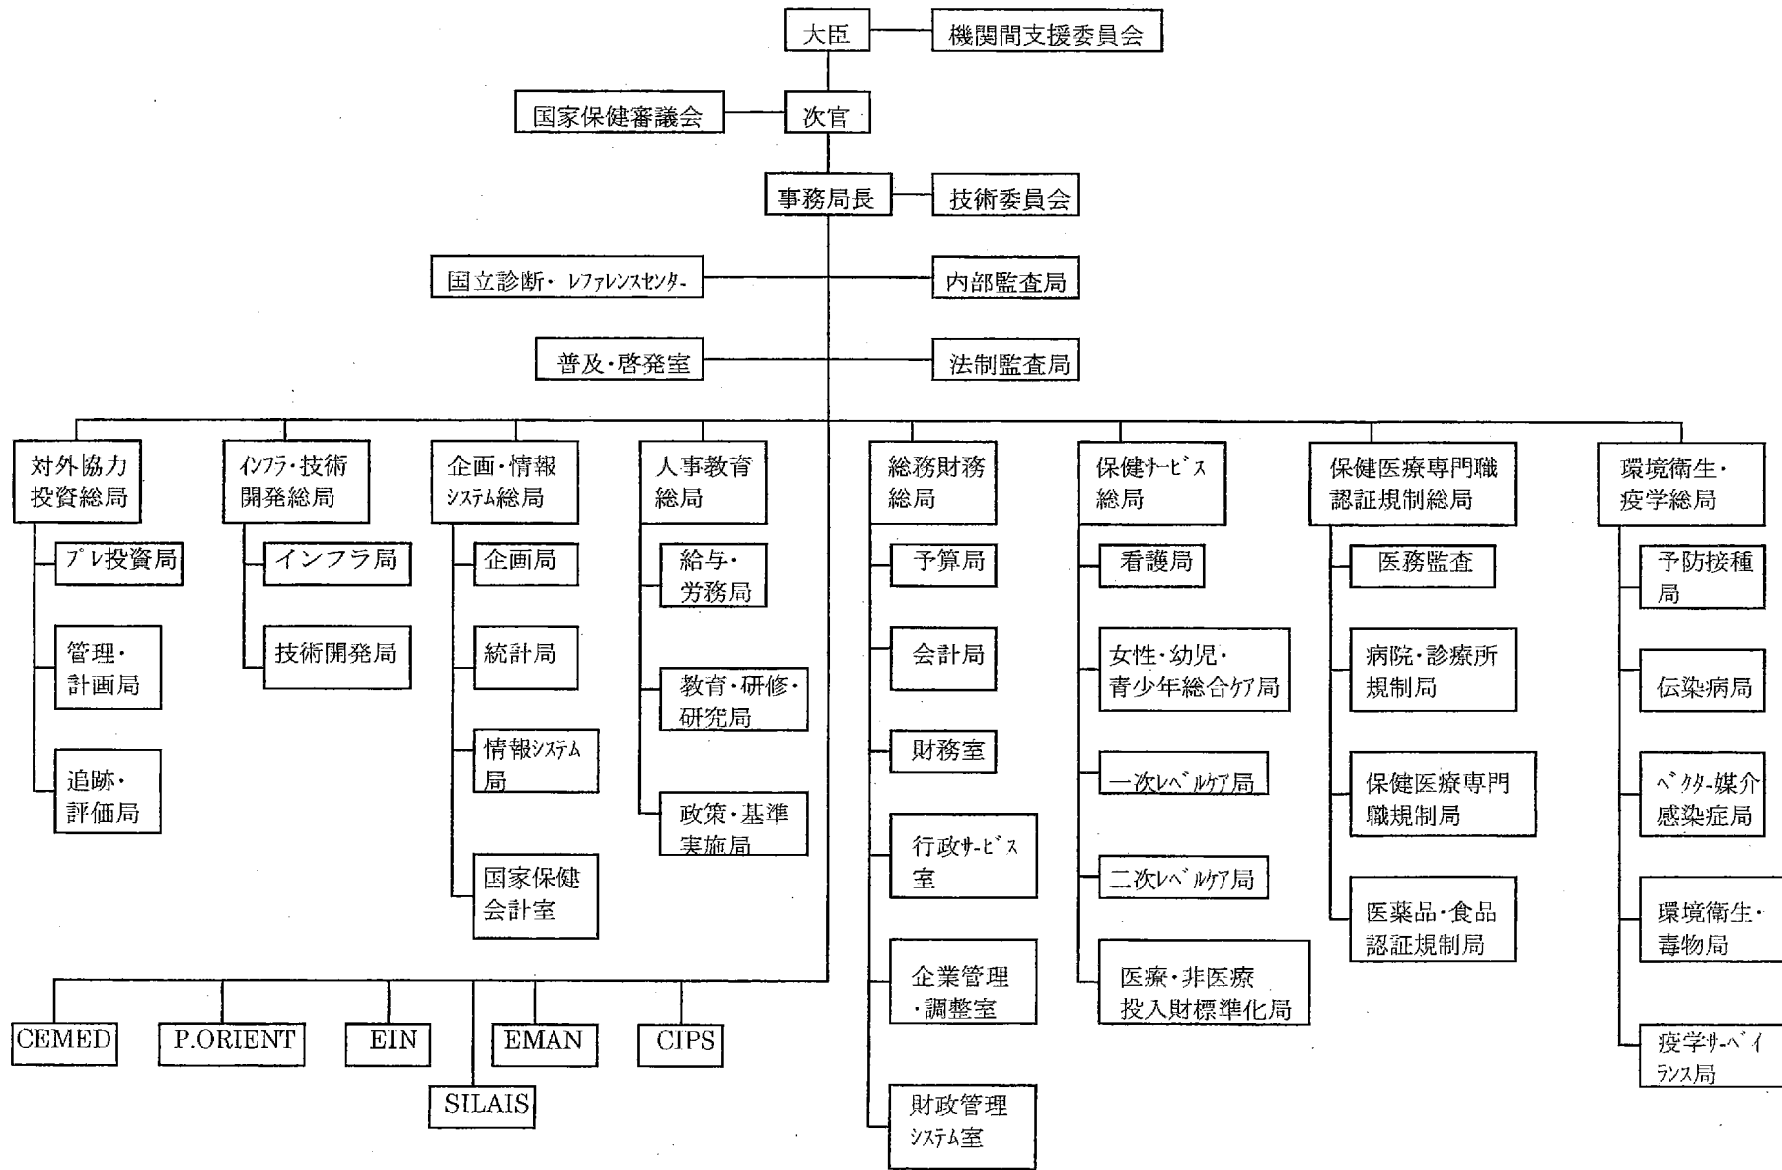 大臣
機関間支援委員会
国家保健審議会
次官
事務局長
技術委員会
国立診断・レファレンスセンター
内部監査局
普及・啓発室
法制監査局
対外協力
投資総局
プレ投資局
管理・
計画局
追跡・
評価局
インフラ・技術
開発総局
インフラ局
技術開発局
企画・情報
システム総局
企画局
統計局
情報システム
局
国家保健
会計室
人事教育
総局
給与・
労務局
教育・研修・
研究局
政策・基準
実施局
総務財務
総局
予算局
会計局
財務室
行政サービス
室
企業管理
・調整室
財政管理
システム室
保健サービス
総局
看護局
女性・幼児・
青少年総合ケア局
一次レベルケア局
二次レベルケア局
医療・非医療
投入財標準化局
保健医療専門職
認証規制総局
医務監査
病院・診療所
規制局
保健医療専門
職規制局
医薬品・食品
認証規制局
環境衛生・
疫学総局
予防接種
局
伝染病局
ベクター媒介
感染症局
環境衛生・
毒物局
疫学サーベイ
ランス局
CEMED
P.ORIENT
EIN
EMAN
CIPS
SILAIS